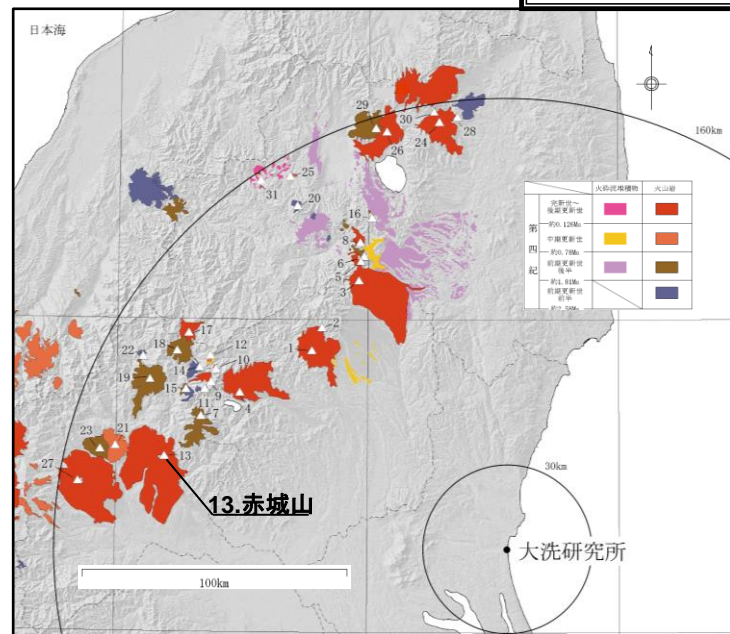 日本海
160km
29
30
24
28
26
25
31
20
16
8
6
5
3
火砕流堆積物
火山岩
第四紀
完新世～
後期更新世
約0.126Ma
中期更新世
約0.78Ma
前期更新世
後半
約1.81Ma
前期更新世
前半
約2.58Ma
17
2
18
1
12
22
14
10
19
15
9
4
11
7
23
21
13
27
13.赤城山
30km
大洗研究所
100km